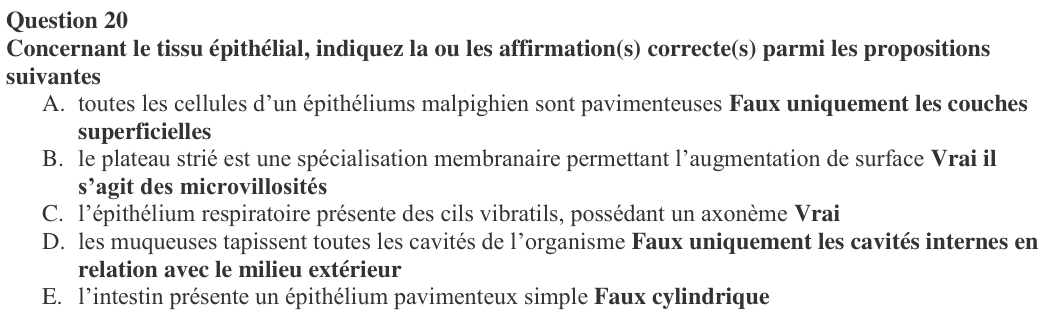 Question 20
Concernant le tissu épithélial, indiquez la ou les affirmation(s) correcte(s) parmi les propositions
suivantes
A. toutes les cellules d’un épithéliums malpighien sont pavimenteuses Faux uniquement les couches
superficielles
B. le plateau strié est une spécialisation membranaire permettant l’augmentation de surface Vrai il
s’agit des microvillosités
C. l’épithélium respiratoire présente des cils vibratils, possédant un axonème Vrai
D. les muqueuses tapissent toutes les cavités de l’organisme Faux uniquement les cavités internes en
relation avec le milieu extérieur
E. l’intestin présente un épithélium pavimenteux simple Faux cylindrique